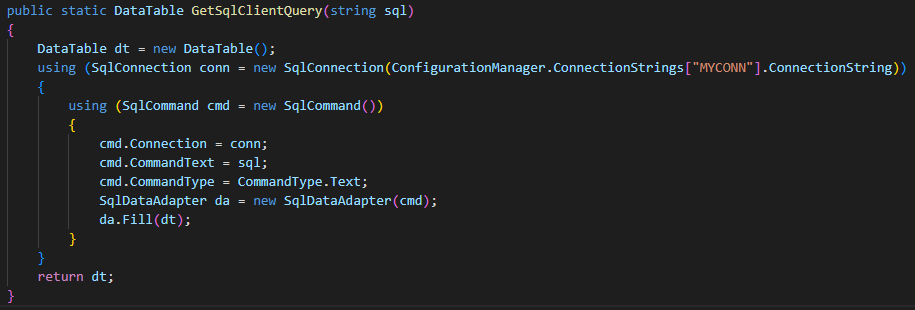 public static DataTable GetSqlClientQuery(string sql)
{
    DataTable dt = new DataTable();
    using (SqlConnection conn = new SqlConnection(ConfigurationManager.ConnectionStrings["MYCONN"].ConnectionString))
    {
        using (SqlCommand cmd = new SqlCommand())
        {
            cmd.Connection = conn;
            cmd.CommandText = sql;
            cmd.CommandType = CommandType.Text;
            SqlDataAdapter da = new SqlDataAdapter(cmd);
            da.Fill(dt);
        }
    }
    return dt;
}